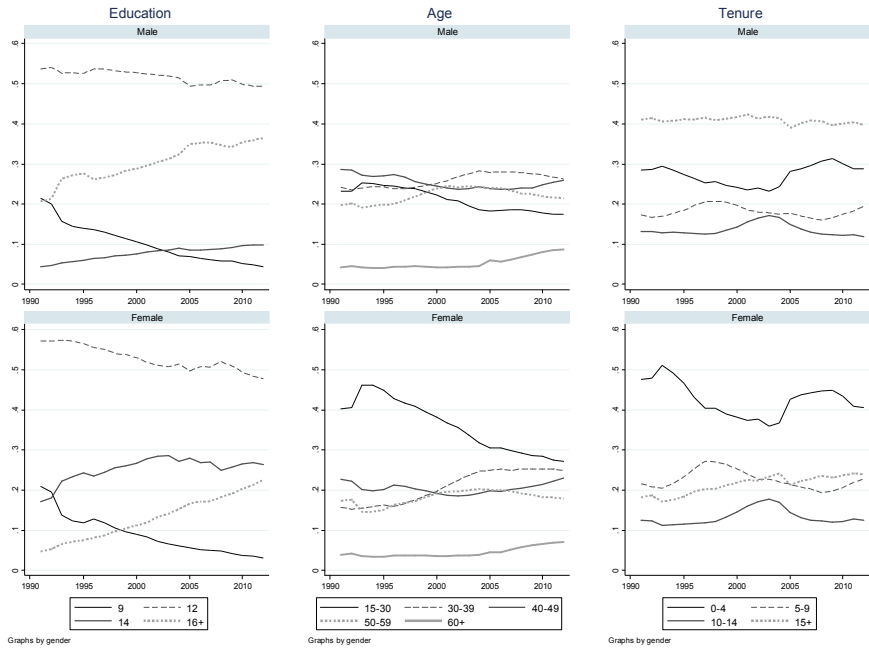 Education
Age
Tenure
Male
Male
Male
0 .1 .2 .3 .4 .5 .6
0 .1 .2 .3 .4 .5 .6
0 .1 .2 .3 .4 .5 .6
1990 1995 2000 2005 2010
1990 1995 2000 2005 2010
1990 1995 2000 2005 2010
Female
Female
Female
0 .1 .2 .3 .4 .5 .6
0 .1 .2 .3 .4 .5 .6
0 .1 .2 .3 .4 .5 .6
1990 1995 2000 2005 2010
1990 1995 2000 2005 2010
1990 1995 2000 2005 2010
9 12
14 16+
15-30 30-39 40-49
50-59 60+
0-4 5-9
10-14 15+
Graphs by gender
Graphs by gender
Graphs by gender